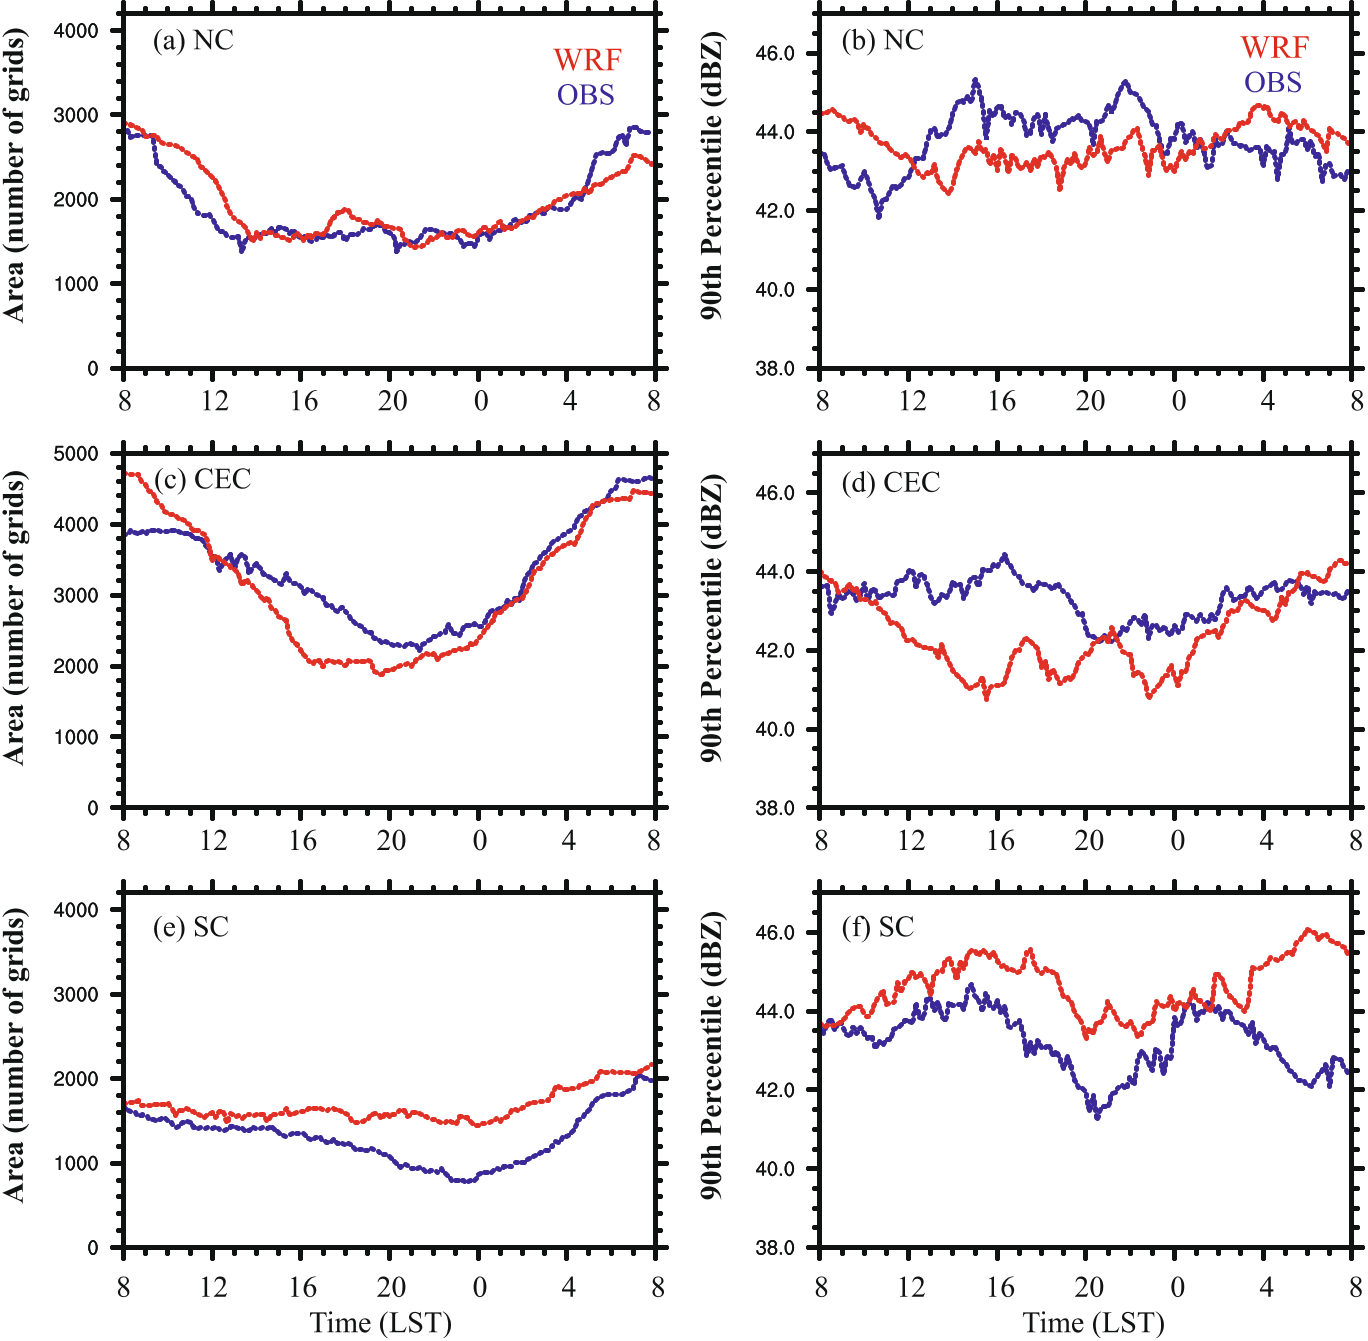 (a) NC
WRF
OBS
Area (number of grids)
4000
3000
2000
1000
0
8 12 16 20 0 4 8
(b) NC
WRF
OBS
90th Percentile (dBZ)
46.0
44.0
42.0
40.0
38.0
8 12 16 20 0 4 8
(c) CEC
Area (number of grids)
5000
4000
3000
2000
1000
0
8 12 16 20 0 4 8
(d) CEC
90th Perceentile (dBZ)
46.0
44.0
42.0
40.0
38.0
8 12 16 20 0 4 8
(e) SC
Area (number of grids)
4000
3000
2000
1000
0
8 12 16 20 0 4 8
Time (LST)
(f) SC
90th Perceentile (dBZ)
46.0
44.0
42.0
40.0
38.0
8 12 16 20 0 4 8
Time (LST)